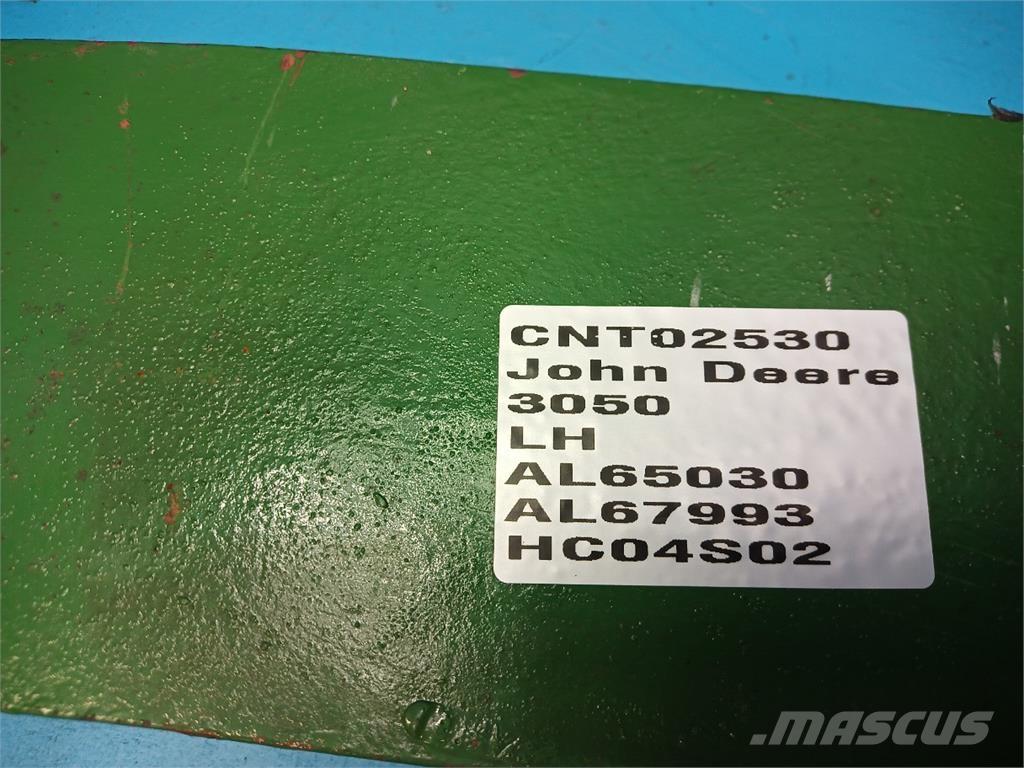 CNT02530
John Deere
3050
LH
AL65030
AL67993
HC04S02
MASCUS